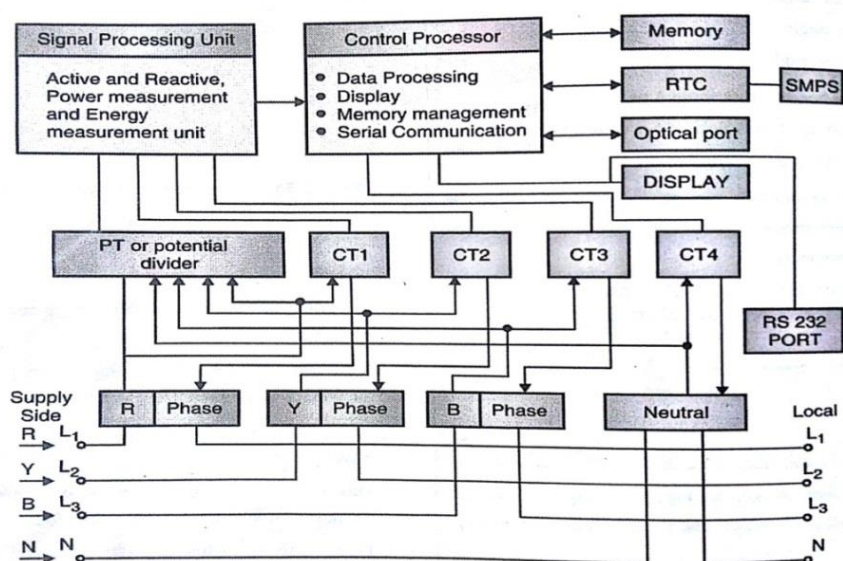 Signal Processing Unit
Active and Reactive,
Power measurement
and Energy
measurement unit
Control Processor
• Data Processing
• Display
• Memory management
• Serial Communication
Memory
RTC
SMPS
Optical port
DISPLAY
PT or potential
divider
CT1
CT2
CT3
CT4
RS 232
PORT
R Phase
Y Phase
B Phase
Neutral
Supply
Side
R L1
Y L2
B L3
N N
Local
L1
L2
L3
N